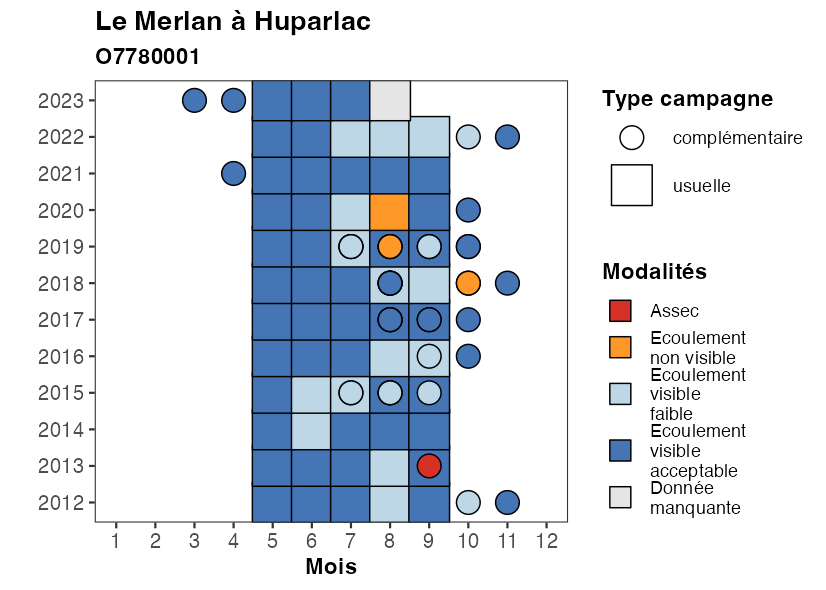 Le Merlan à Huparlac
O7780001
2023
2022
2021
2020
2019
2018
2017
2016
2015
2014
2013
2012
1 2 3 4 5 6 7 8 9 10 11 12
Mois
Type campagne
complémentaire
usuelle
Modalités
Assec
Ecoulement
non visible
Ecoulement
visible
faible
Ecoulement
visible
acceptable
Donnée
manquante